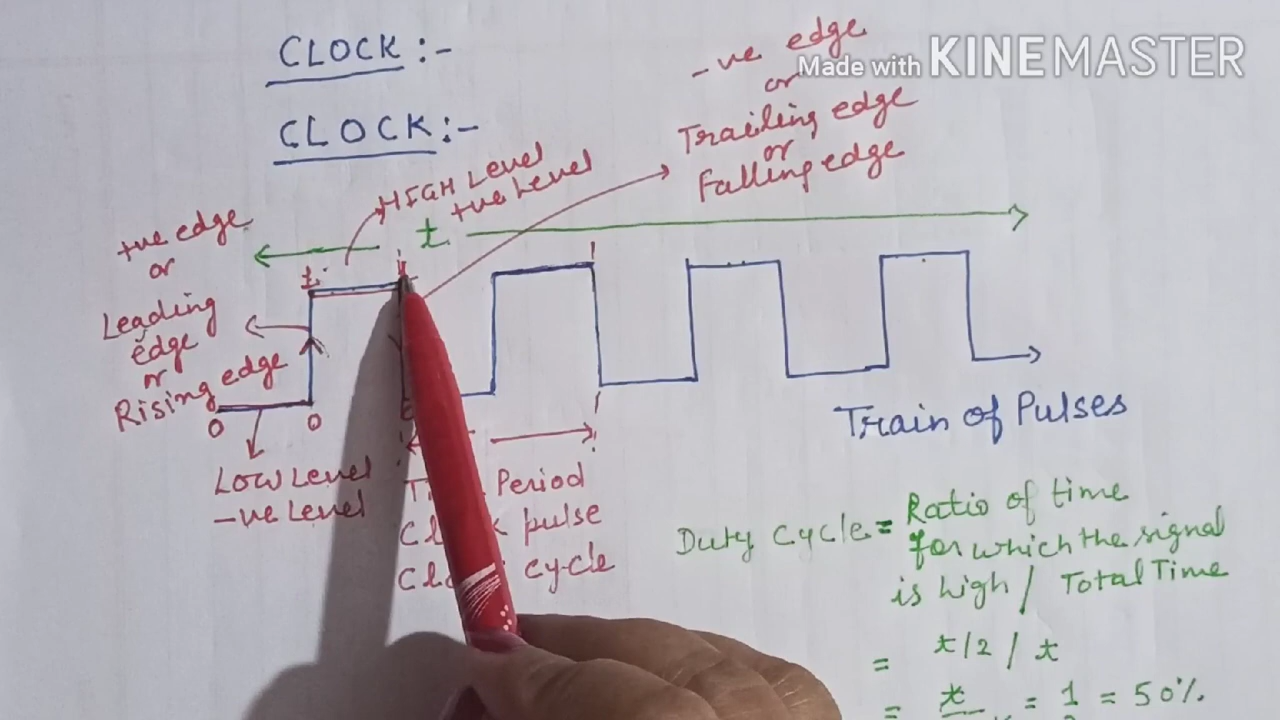 CLOCK :-
CLOCK :-
-ve edge
or
Trailing edge
or
Falling edge
Made with KINEMASTER
HIGH Level
+ve Level
t
+ve edge
or
Leading
edge
or
Rising edge
0
0
LOW Level
-ve Level
Period
pulse
cycle
Train of Pulses
Duty Cycle = Ratio of time
for which the signal
is high / Total Time
= t/2 / t
= t = 1 = 50%